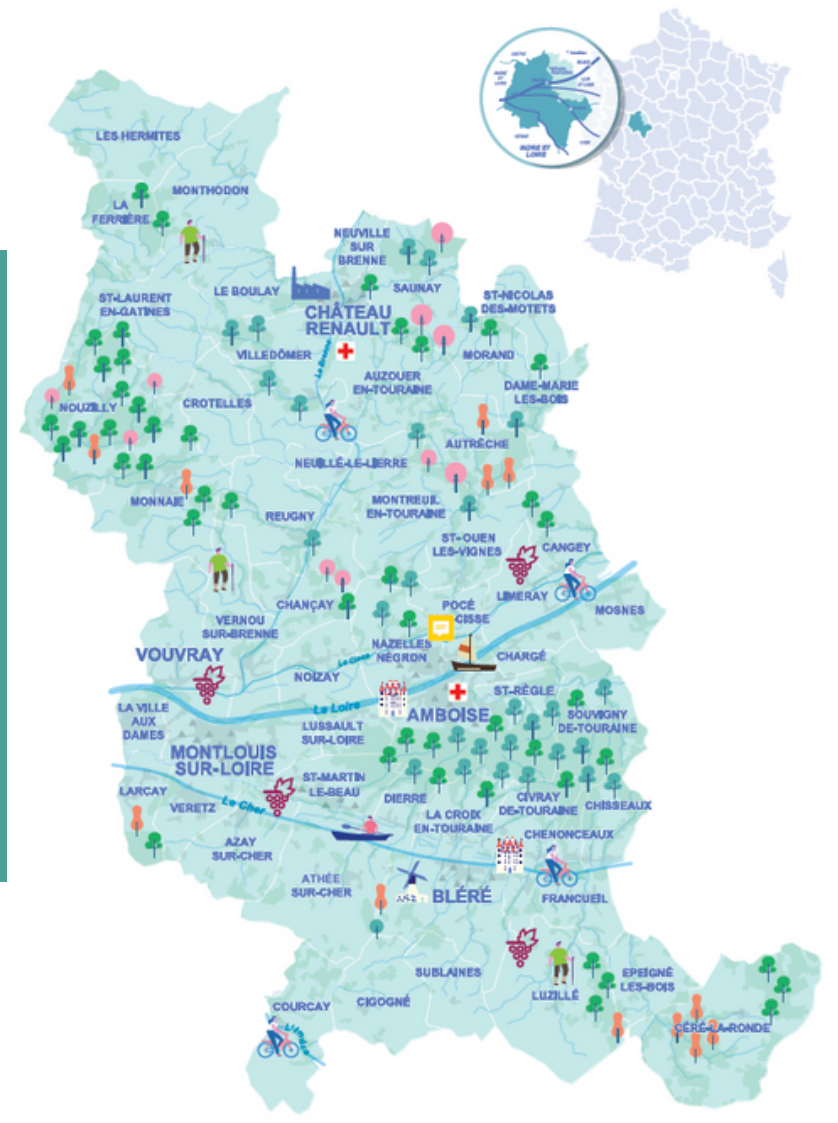 LES HERMITES
MONTHODON
LA
FERRIÈRE
NEUVILLE
SUR
BRENNE
LE BOULAY
SAUNAY
ST-LAURENT
EN-GATINES
ST-NICOLAS
DES-MOTETS
CHÂTEAU
RENAULT
VILLEDÔMER
La Brenne
MORAND
AUZOUER
EN-TOURAINE
DAME-MARIE
LES-BOIS
NOUZILLY
CROTELLES
AUTRÈCHE
NEUILLÉ-LE-LIERRE
MONNAIE
MONTREUIL
EN-TOURAINE
REUGNY
ST-OUEN
LES-VIGNES
CANGEY
LIMERAY
MOSNES
CHANÇAY
POCÉ
CISSE
VERNOU
SUR-BRENNE
NAZELLES
NÉGRON
CHARGÉ
VOUVRAY
La Cisse
NOIZAY
ST-RÈGLE
La Loire
AMBOISE
SOUVIGNY
DE-TOURAINE
LA VILLE
AUX
DAMES
LUSSAULT
SUR-LOIRE
MONTLOUIS
SUR-LOIRE
ST-MARTIN
LE-BEAU
LARCAY
VERETZ
Le Cher
DIERRE
CIVRAY
DE-TOURAINE
CHISSEAUX
LA CROIX
EN-TOURAINE
CHENONCEAUX
AZAY
SUR-CHER
ATHÉE
SUR-CHER
BLÉRÉ
FRANCUEIL
SUBLAINES
EPEIGNÉ
LES-BOIS
LUZILLÉ
COURCAY
CIGOGNÉ
L'Indre
CÉRÉ-LA-RONDE
INDRE ET
LOIRE